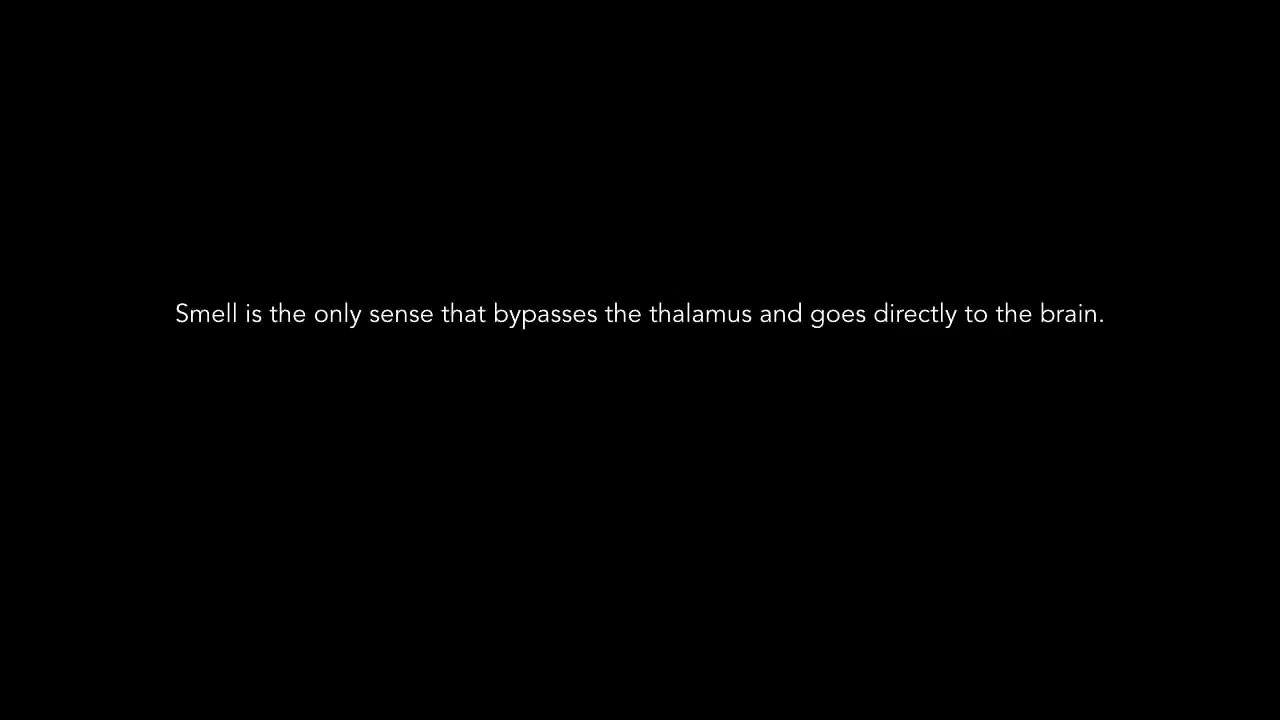 Smell is the only sense that bypasses the thalamus and goes directly to the brain.